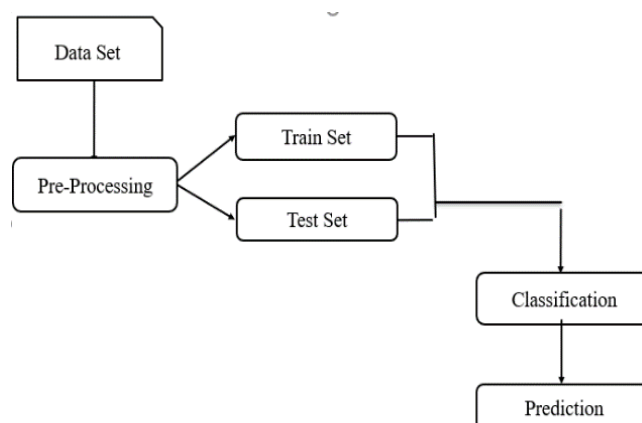 Data Set
Pre-Processing
Train Set
Test Set
Classification
Prediction